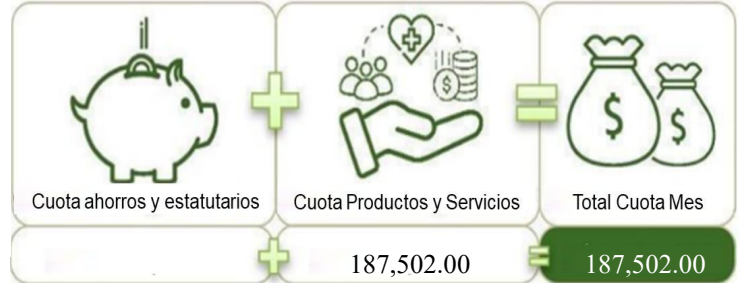 Cuota ahorros y estatutarios
Cuota Productos y Servicios
Total Cuota Mes
187,502.00
187,502.00